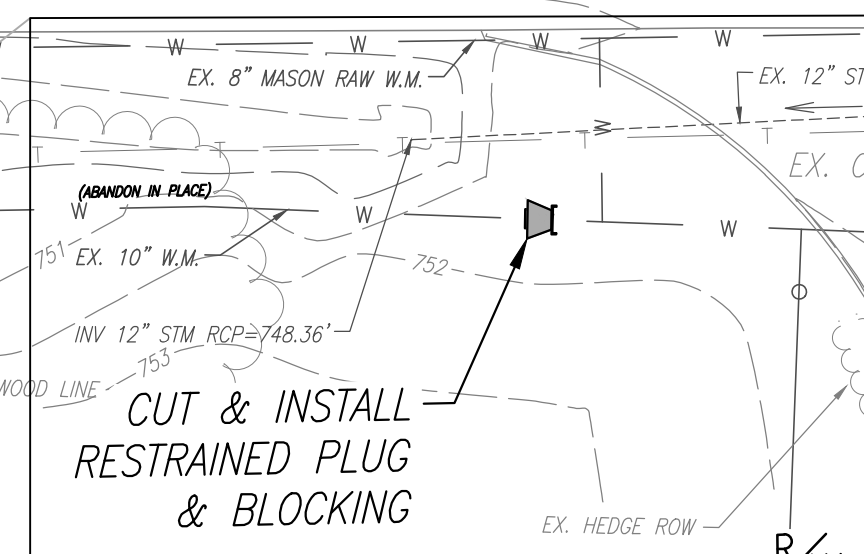 W W W W
EX. 8" MASON RAW W.M.
EX. 12" ST
T T T T
W
EX.
(ABANDON IN PLACE)
W W W
751
EX. 10" W.M.
752
INV 12" STM RCP=748.36'
753
WOOD LINE
CUT & INSTALL
RESTRAINED PLUG
& BLOCKING
EX. HEDGE ROW
R/